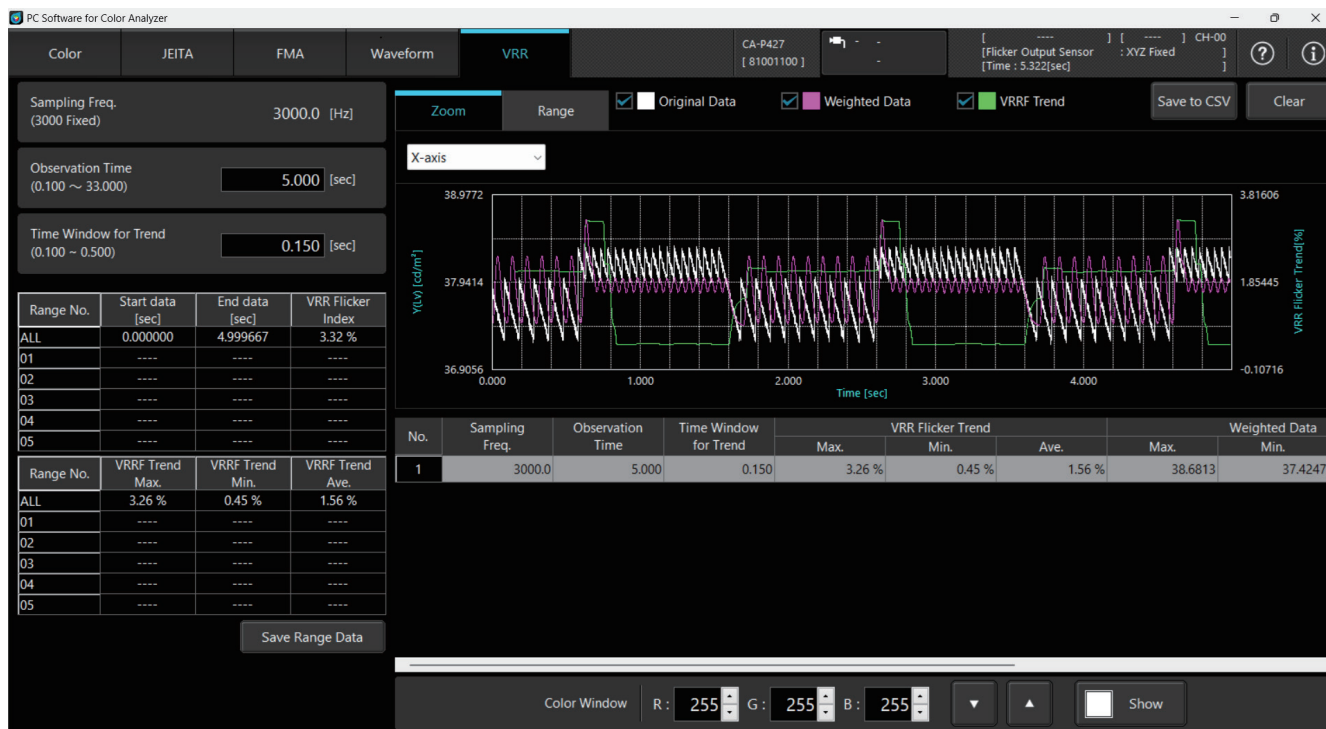 PC Software for Color Analyzer
Color JEITA FMA Waveform VRR
CA-P427
[ 81001100 ]
- -
-
[ ---- ] [ ---- ] CH-00
[Flicker Output Sensor : XYZ Fixed ]
[Time : 5.322[sec] ]
Sampling Freq.
(3000 Fixed)
3000.0 [Hz]
Observation Time
(0.100 ~ 33.000)
5.000 [sec]
Time Window for Trend
(0.100 ~ 0.500)
0.150 [sec]
Range No. Start data [sec] End data [sec] VRR Flicker Index
ALL 0.000000 4.999667 3.32 %
01 ---- ---- ----
02 ---- ---- ----
03 ---- ---- ----
04 ---- ---- ----
05 ---- ---- ----
Range No. VRRF Trend Max. VRRF Trend Min. VRRF Trend Ave.
ALL 3.26 % 0.45 % 1.56 %
01 ---- ---- ----
02 ---- ---- ----
03 ---- ---- ----
04 ---- ---- ----
05 ---- ---- ----
Save Range Data
Zoom Range
Original Data Weighted Data VRRF Trend
Save to CSV Clear
X-axis
38.9772
37.9414
36.9056
Y(Lv) [cd/m²]
3.81606
1.85445
-0.10716
VRR Flicker Trend[%]
0.000 1.000 2.000 3.000 4.000
Time [sec]
No. Sampling Freq. Observation Time Time Window for Trend VRR Flicker Trend Weighted Data
Max. Min. Ave. Max. Min.
1 3000.0 5.000 0.150 3.26 % 0.45 % 1.56 % 38.6813 37.4247
Color Window R : 255 G : 255 B : 255 Show